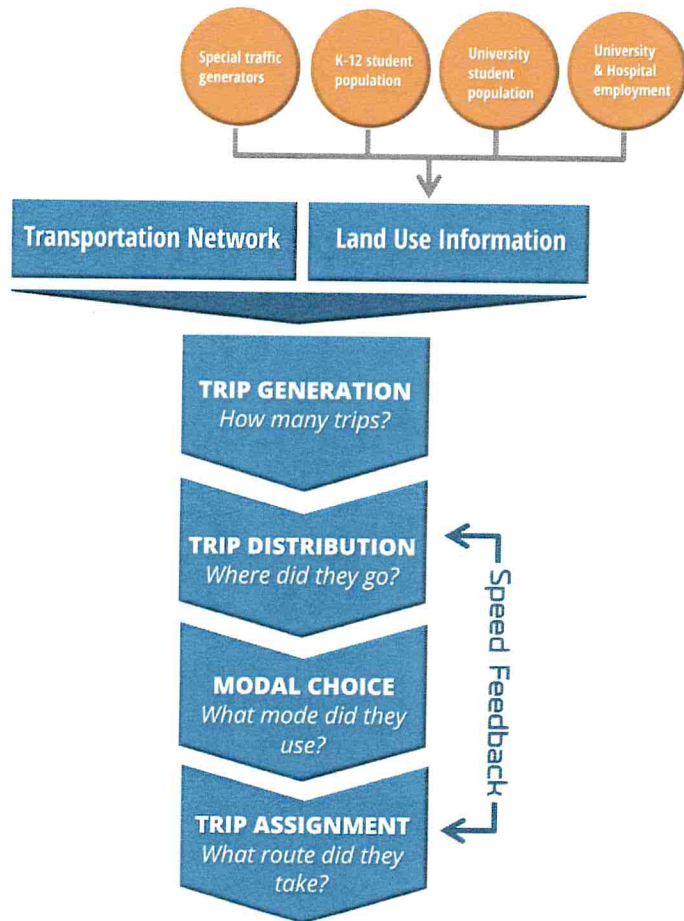 Special traffic
generators
K-12 student
population
University
student
population
University
& Hospital
employment
Transportation Network
Land Use Information
TRIP GENERATION
How many trips?
TRIP DISTRIBUTION
Where did they go?
MODAL CHOICE
What mode did they
use?
TRIP ASSIGNMENT
What route did they
take?
Speed Feedback